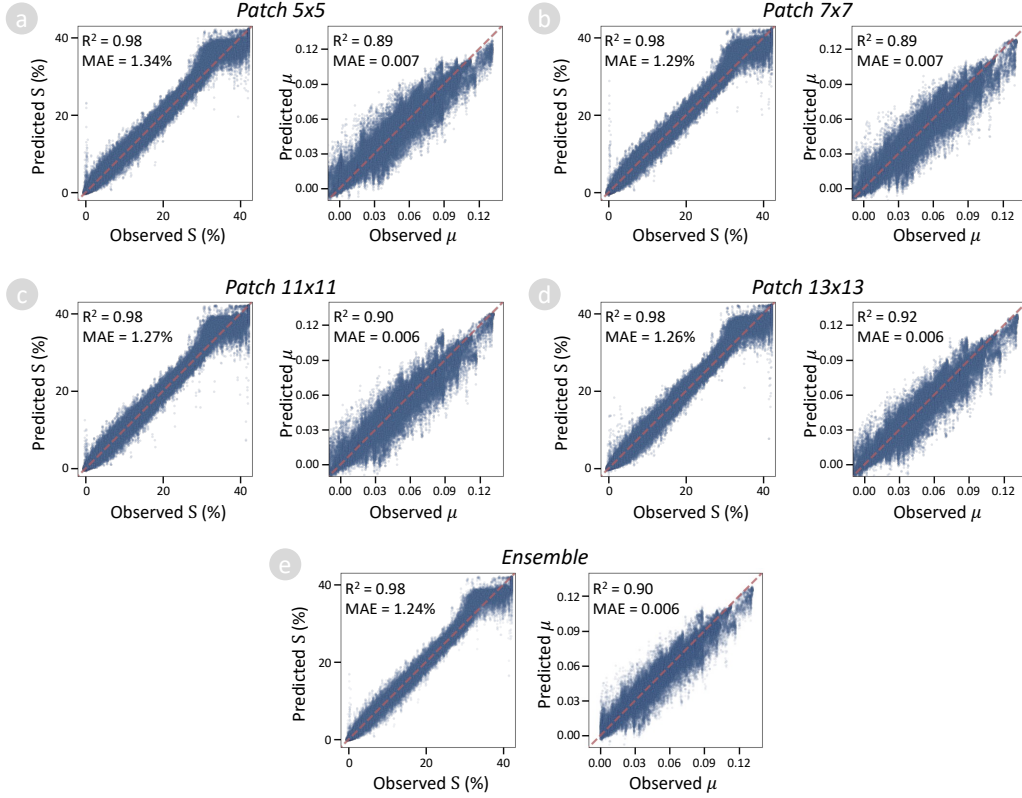 a
Patch 5x5
R² = 0.98
MAE = 1.34%
Predicted S (%)
40
20
0
0 20 40
Observed S (%)
R² = 0.89
MAE = 0.007
Predicted μ
0.12
0.09
0.06
0.03
0.00
0.00 0.03 0.06 0.09 0.12
Observed μ
b
Patch 7x7
R² = 0.98
MAE = 1.29%
Predicted S (%)
40
20
0
0 20 40
Observed S (%)
R² = 0.89
MAE = 0.007
Predicted μ
0.12
0.09
0.06
0.03
0.00
0.00 0.03 0.06 0.09 0.12
Observed μ
c
Patch 11x11
R² = 0.98
MAE = 1.27%
Predicted S (%)
40
20
0
0 20 40
Observed S (%)
R² = 0.90
MAE = 0.006
Predicted μ
0.12
0.09
0.06
0.03
0.00
0.00 0.03 0.06 0.09 0.12
Observed μ
d
Patch 13x13
R² = 0.98
MAE = 1.26%
Predicted S (%)
40
20
0
0 20 40
Observed S (%)
R² = 0.92
MAE = 0.006
Predicted μ
0.12
0.09
0.06
0.03
0.00
0.00 0.03 0.06 0.09 0.12
Observed μ
e
Ensemble
R² = 0.98
MAE = 1.24%
Predicted S (%)
40
20
0
0 20 40
Observed S (%)
R² = 0.90
MAE = 0.006
Predicted μ
0.12
0.09
0.06
0.03
0.00
0.00 0.03 0.06 0.09 0.12
Observed μ